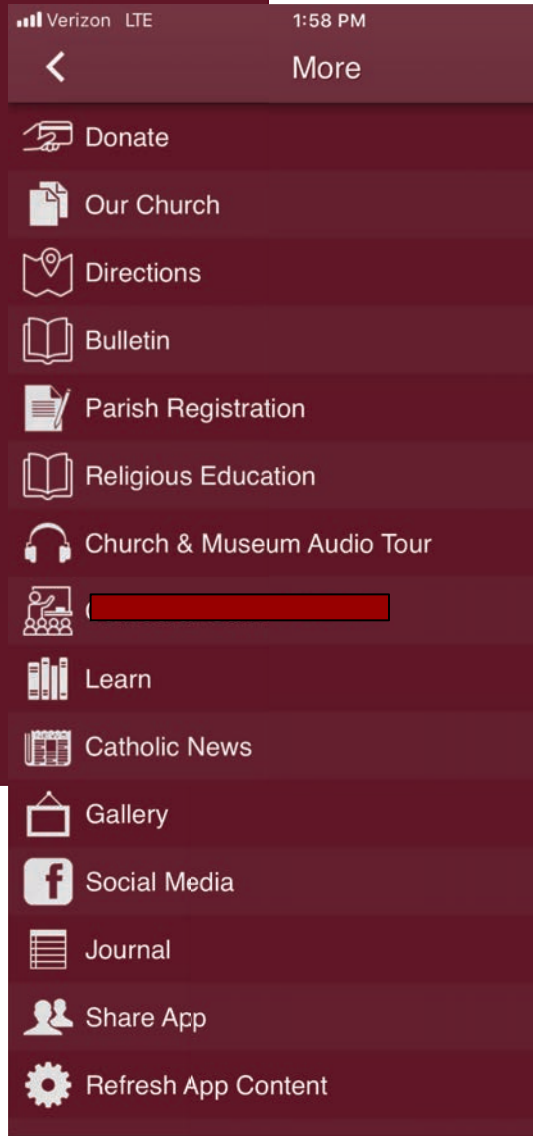 Verizon LTE 1:58 PM
More
Donate
Our Church
Directions
Bulletin
Parish Registration
Religious Education
Church & Museum Audio Tour
Learn
Catholic News
Gallery
Social Media
Journal
Share App
Refresh App Content